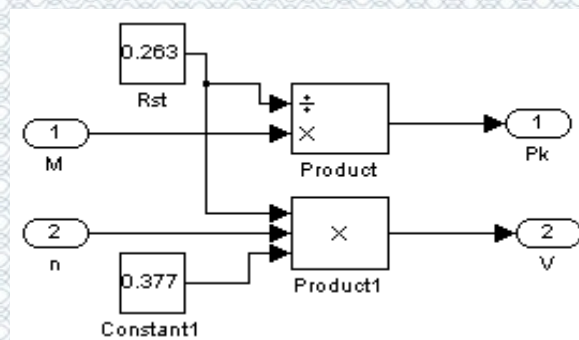 0.263
Rst
÷
×
Product
1
M
1
Pk
2
n
×
Product1
2
V
0.377
Constant1